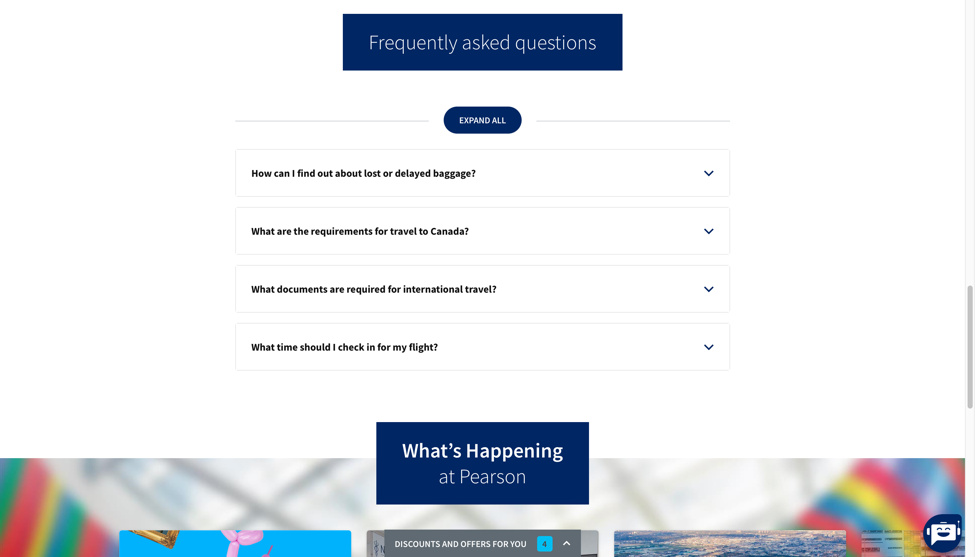 Frequently asked questions
EXPAND ALL
How can I find out about lost or delayed baggage?
What are the requirements for travel to Canada?
What documents are required for international travel?
What time should I check in for my flight?
What's Happening
at Pearson
DISCOUNTS AND OFFERS FOR YOU 4